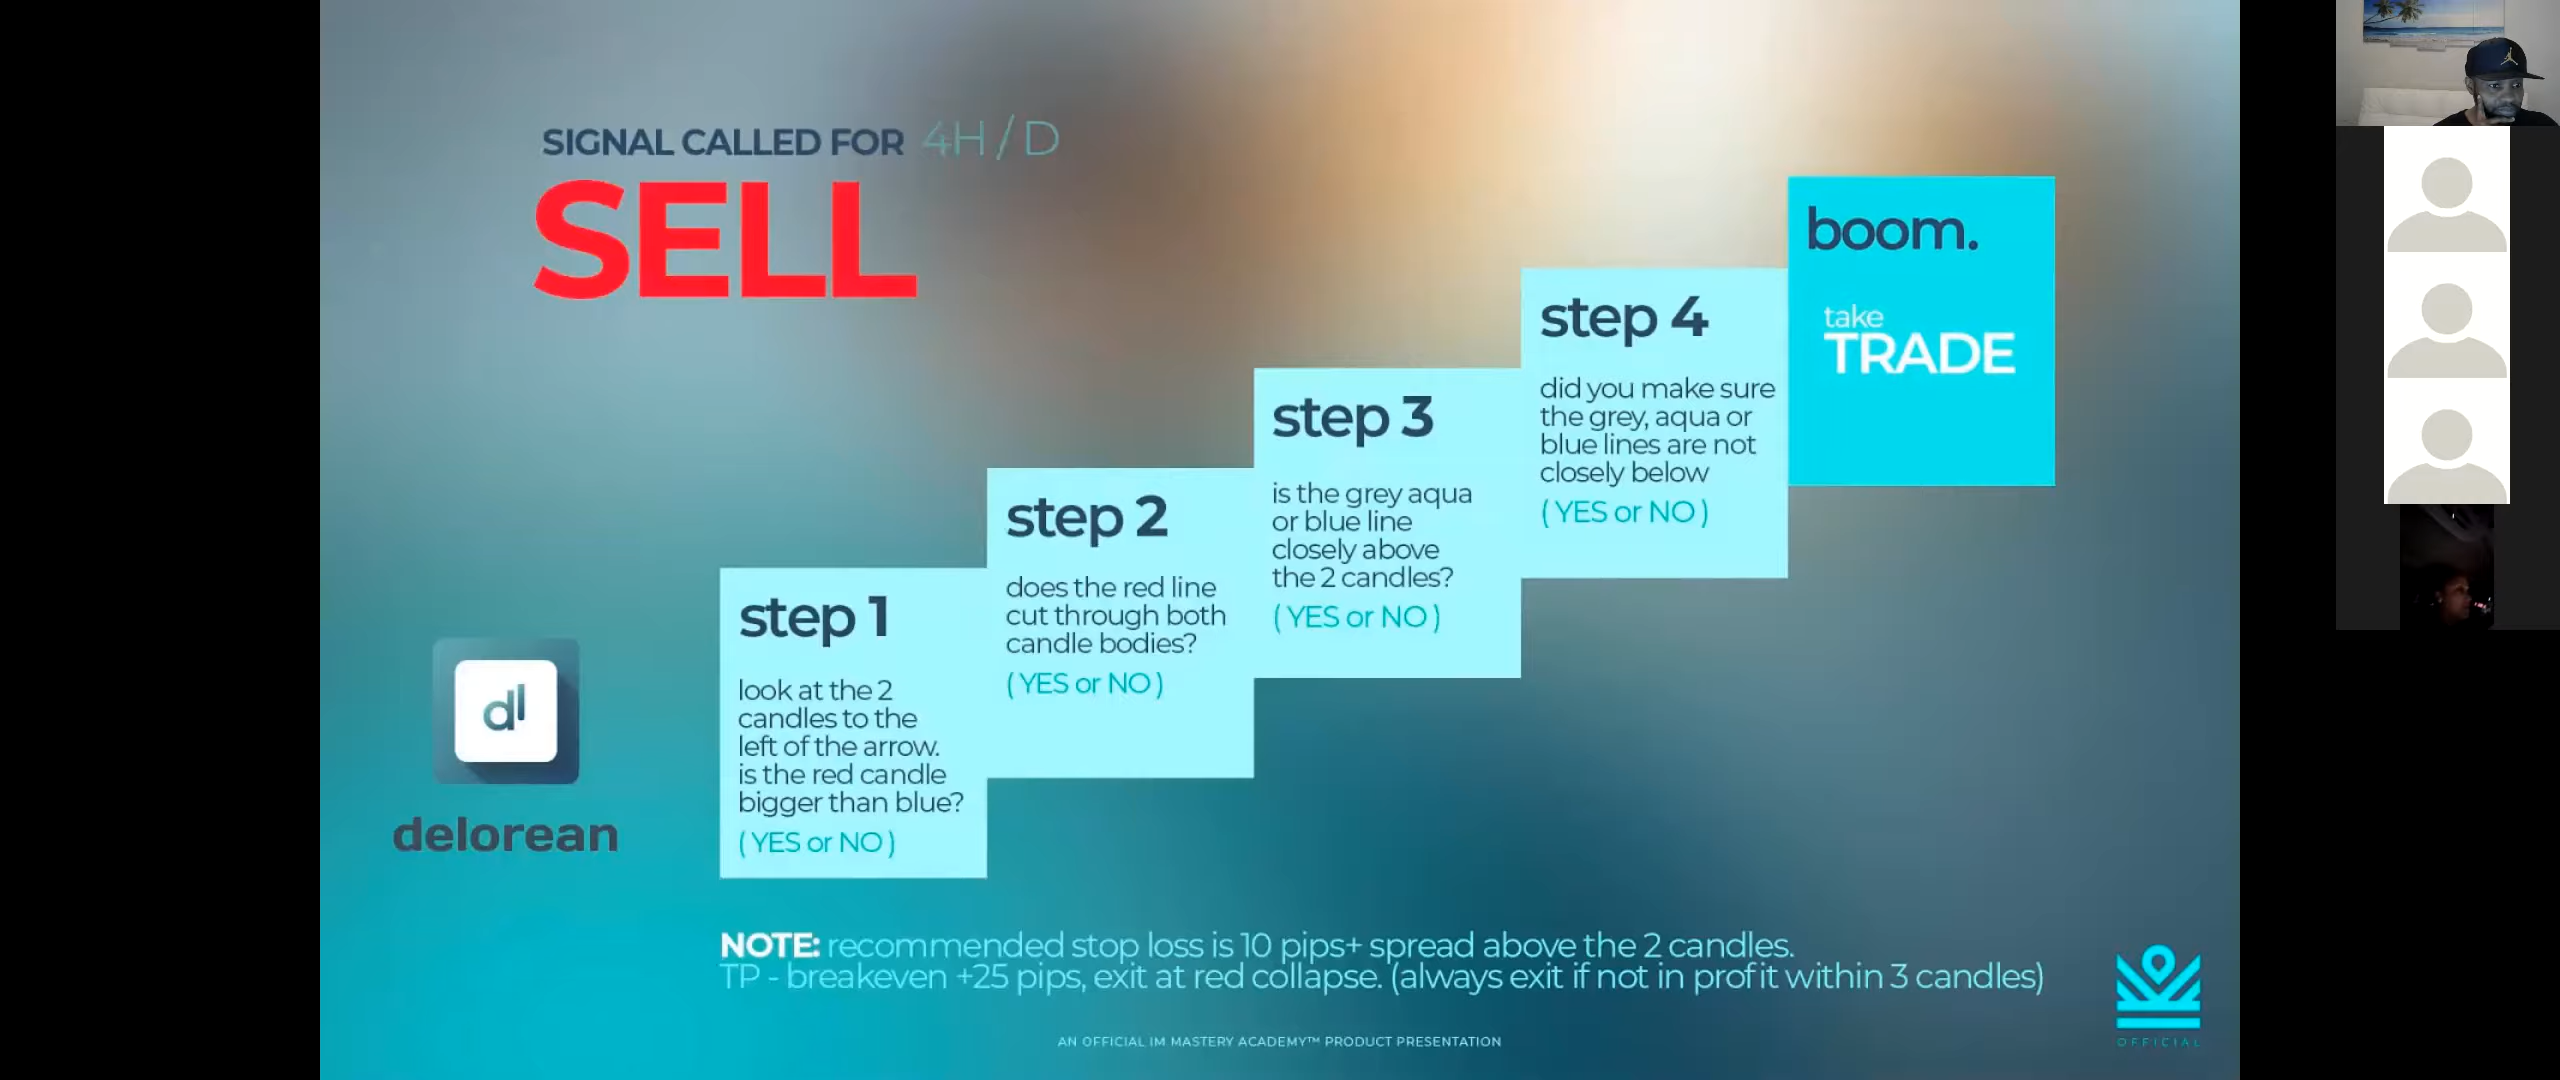 SIGNAL CALLED FOR 4H / D
SELL
boom.
take
TRADE
step 4
did you make sure
the grey, aqua or
blue lines are not
closely below
( YES or NO )
step 3
is the grey aqua
or blue line
closely above
the 2 candles?
( YES or NO )
step 2
does the red line
cut through both
candle bodies?
( YES or NO )
step 1
look at the 2
candles to the
left of the arrow.
is the red candle
bigger than blue?
( YES or NO )
dl
delorean
NOTE: recommended stop loss is 10 pips+ spread above the 2 candles.
TP - breakeven +25 pips, exit at red collapse. (always exit if not in profit within 3 candles)
AN OFFICIAL IM MASTERY ACADEMY™ PRODUCT PRESENTATION
OFFICIAL